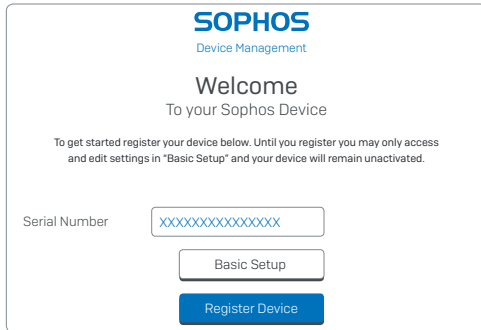 SOPHOS
Device Management
Welcome
To your Sophos Device
To get started register your device below. Until you register you may only access
and edit settings in “Basic Setup” and your device will remain unactivated.
Serial Number
XXXXXXXXXXXXXXX
Basic Setup
Register Device